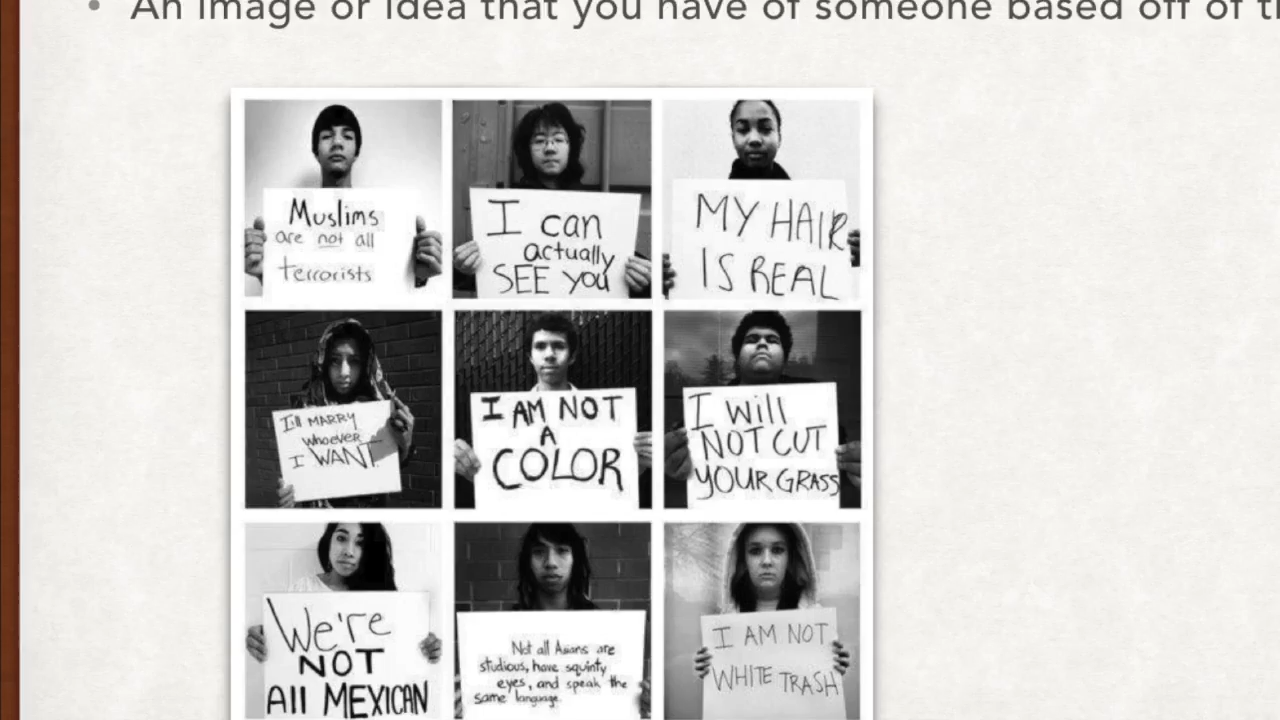 • An image or idea that you have of someone based off of
Muslims
are not all
terrorists
I can
actually
SEE you
MY HAIR
IS REAL
I'll MARRY
whoever
I WANT.
I AM NOT
A
COLOR
I will
NOT CUT
YOUR GRASS
We're
NOT
All MEXICAN
Not all Asians are
studious, have squinty
eyes, and speak the
same language.
I AM NOT
WHITE TRASH